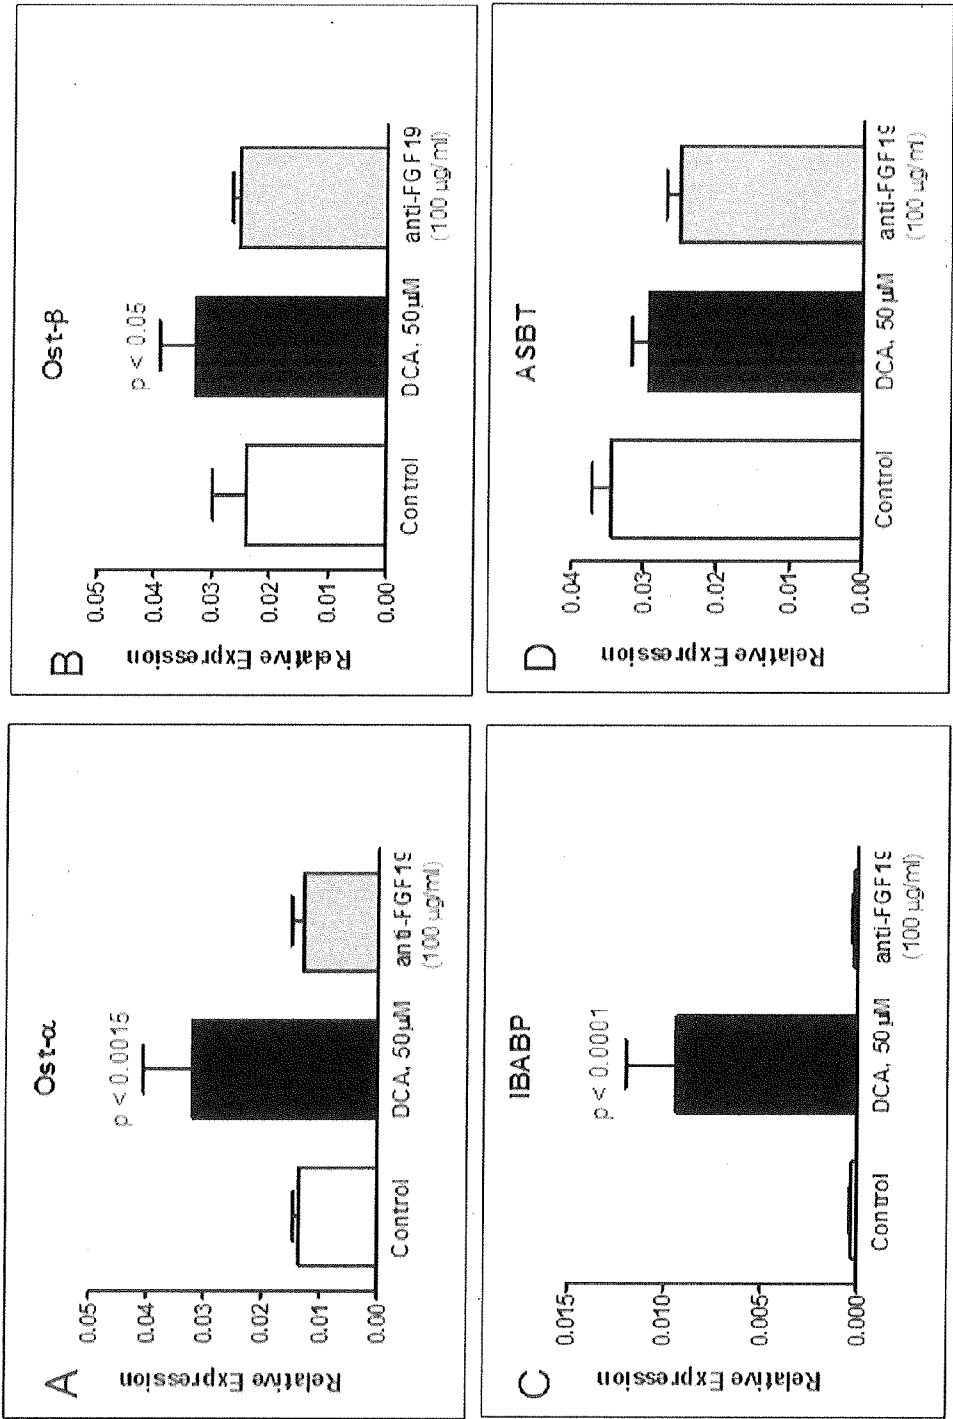 A
Ost-α
Relative Expression
0.05
0.04
0.03
0.02
0.01
0.00
p < 0.0015
Control
DCA, 50µM
anti-FGF19
(100 µg/ml)
B
Ost-β
Relative Expression
0.05
0.04
0.03
0.02
0.01
0.00
p < 0.05
Control
DCA, 50µM
anti-FGF19
(100 µg/ml)
C
IBABP
Relative Expression
0.015
0.010
0.005
0.000
p < 0.0001
Control
DCA, 50µM
anti-FGF19
(100 µg/ml)
D
ASBT
Relative Expression
0.04
0.03
0.02
0.01
0.00
Control
DCA, 50µM
anti-FGF19
(100 µg/ml)